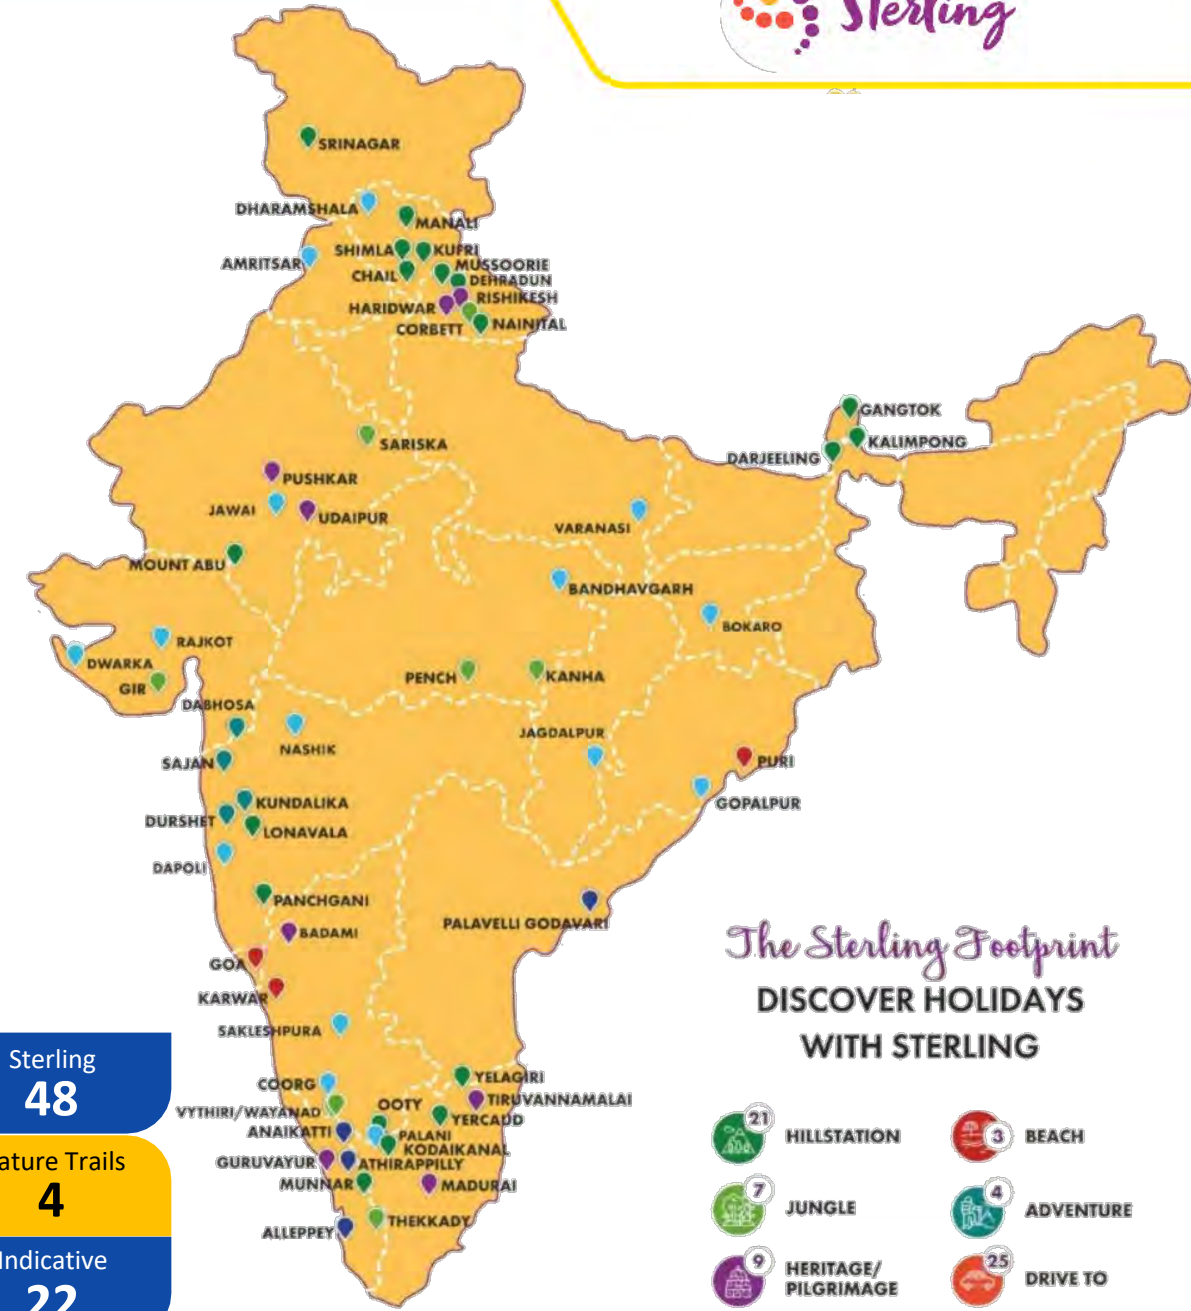 Sterling
SRINAGAR
DHARAMSHALA
MANALI
SHIMLA
KUFRI
AMRITSAR
CHAIL
MUSSOORIE
DEHRADUN
RISHIKESH
HARIDWAR
CORBETT
NAINITAL
GANGTOK
KALIMPONG
DARJEELING
SARISKA
PUSHKAR
JAWAI
UDAIPUR
VARANASI
MOUNT ABU
BANDHAVGARH
BOKARO
RAJKOT
DWARKA
GIR
PENCH
KANHA
DABHOSA
NASHIK
JAGDALPUR
SAJAN
PURI
KUNDALIKA
GOPALPUR
DURSHET
LONAVALA
DAPOLI
PANCHGANI
PALAVELLI GODAVARI
BADAMI
GOA
KARWAR
SAKLESHPURA
COORG
YELAGIRI
TIRUVANNAMALAI
VYTHIRI/WAYANAD
OOTY
YERCAUD
ANAIKATTI
PALANI
KODAIKANAL
GURUVAYUR
ATHIRAPPILLY
MUNNAR
MADURAI
THEKKADY
ALLEPPEY
The Sterling Footprint
DISCOVER HOLIDAYS
WITH STERLING
21 HILLSTATION
3 BEACH
7 JUNGLE
4 ADVENTURE
9 HERITAGE/
PILGRIMAGE
25 DRIVE TO
Sterling
48
ature Trails
4
Indicative
22